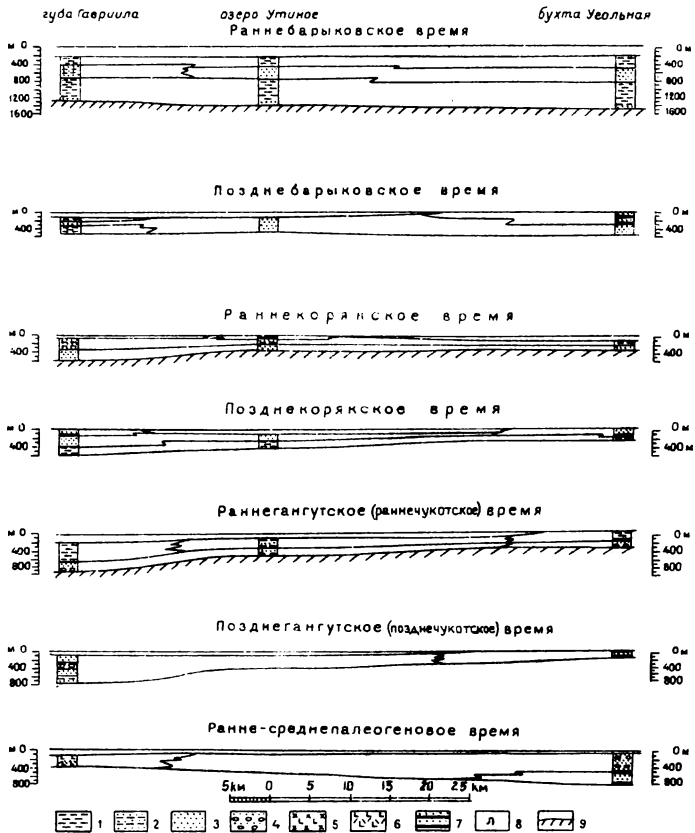 губа Гавриила озеро Утиное бухта Угольная
Раннебарыковское время
м 0 0 м
400 400
800 800
1200 1200
1600 1600
Позднебарыковское время
м 0 0 м
400 400
Раннекорякское время
м 0 0 м
400 400
Позднекорякское время
м 0 0 м
400 400 м
Раннегангутское (раннечукотское) время
м 0 0 м
400 400
800 800
Позднегангутское (позднечукотское) время
м 0 0 м
400 400
800 800
Ранне-среднепалеогеновое время
м 0 0 м
400 400
800 800
5 км 0 5 10 15 20 25 км
1 2 3 4 5 6 7 Л 8 9